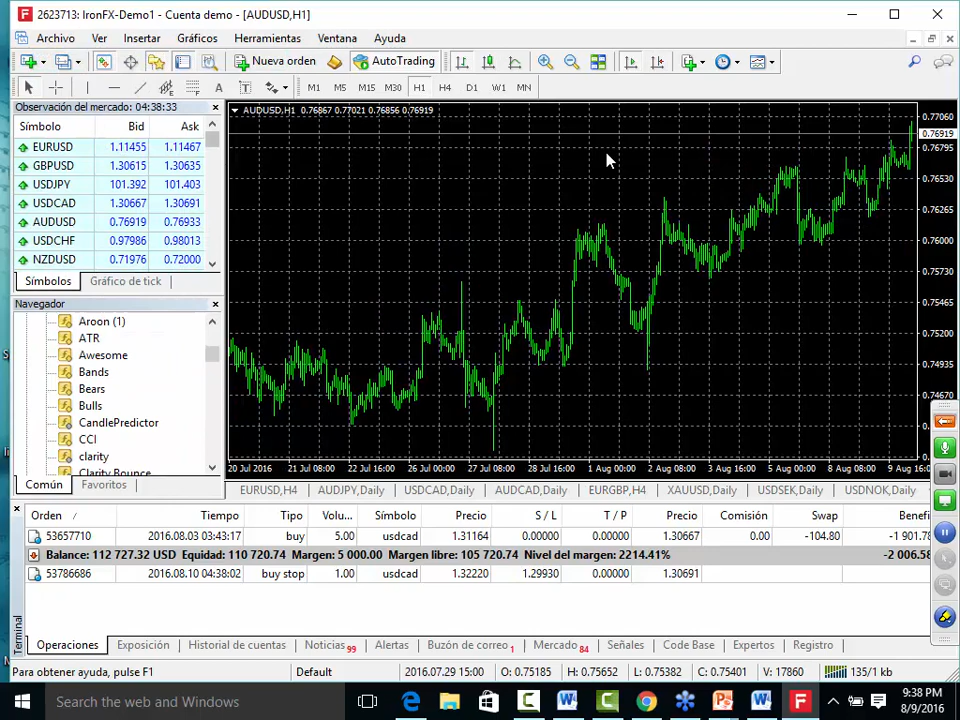 2623713: IronFX-Demo1 - Cuenta demo - [AUDUSD,H1]
Archivo Ver Insertar Gráficos Herramientas Ventana Ayuda
Nueva orden AutoTrading
A T M1 M5 M15 M30 H1 H4 D1 W1 MN
Observación del mercado: 04:38:33
Símbolo Bid Ask
EURUSD 1.11455 1.11467
GBPUSD 1.30615 1.30635
USDJPY 101.392 101.403
USDCAD 1.30667 1.30691
AUDUSD 0.76919 0.76933
USDCHF 0.97986 0.98013
NZDUSD 0.71976 0.72000
Símbolos Gráfico de tick
Navegador
Aroon (1)
ATR
Awesome
Bands
Bears
Bulls
CandlePredictor
CCI
clarity
Clarity Bounce
Común Favoritos
AUDUSD,H1 0.76867 0.77021 0.76856 0.76919
0.77060
0.76919
0.76795
0.76530
0.76265
0.76000
0.75730
0.75465
0.75200
0.74935
0.74670
20 Jul 2016 21 Jul 08:00 22 Jul 16:00 26 Jul 00:00 27 Jul 08:00 28 Jul 16:00 1 Aug 00:00 2 Aug 08:00 3 Aug 16:00 5 Aug 00:00 8 Aug 08:00 9 Aug 16:0
EURUSD,H4 AUDJPY,Daily USDCAD,Daily AUDCAD,Daily EURGBP,H4 XAUUSD,Daily USDSEK,Daily USDNOK,Daily
Orden Tiempo Tipo Volu... Símbolo Precio S / L T / P Precio Comisión Swap Benefi
53657710 2016.08.03 03:43:17 buy 5.00 usdcad 1.31164 0.00000 0.00000 1.30667 0.00 -104.80 -1 901.78
Balance: 112 727.32 USD Equidad: 110 720.74 Margen: 5 000.00 Margen libre: 105 720.74 Nivel del margen: 2214.41% -2 006.58
53786686 2016.08.10 04:38:02 buy stop 1.00 usdcad 1.32220 1.29930 0.00000 1.30691
Terminal
Operaciones Exposición Historial de cuenta Noticias 99 Alertas Buzón de correo 1 Mercado 84 Señales Code Base Expertos Registro
Para obtener ayuda, pulse F1 Default 2016.07.29 15:00 O: 0.75185 H: 0.75652 L: 0.75382 C: 0.75401 V: 17860 135/1 kb
Search the web and Windows
9:38 PM
8/9/2016